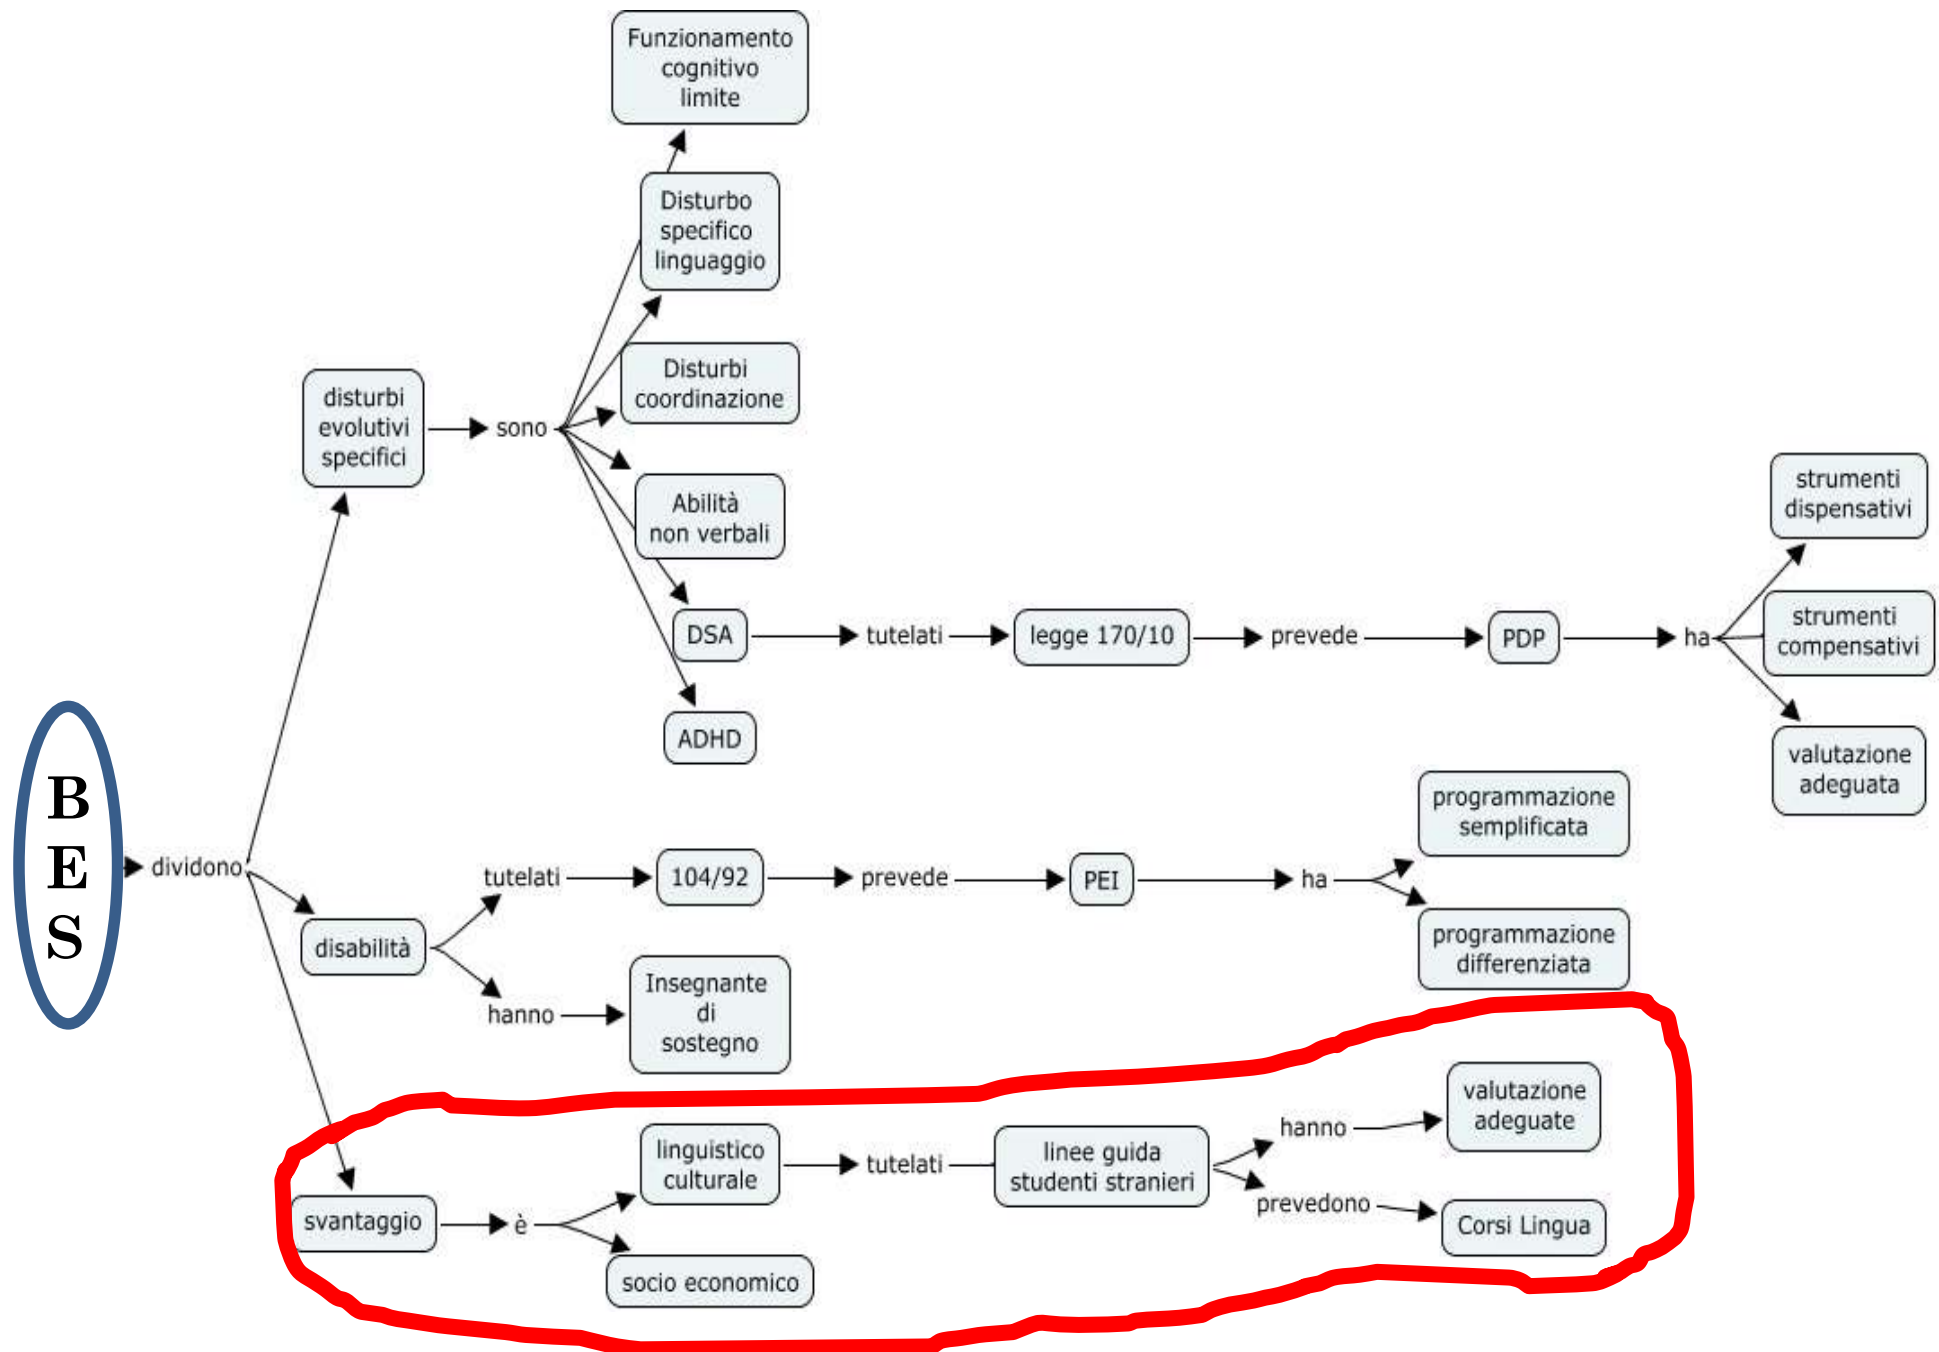 Funzionamento
cognitivo
limite
Disturbo
specifico
linguaggio
Disturbi
coordinazione
disturbi
evolutivi
specifici
sono
Abilità
non verbali
strumenti
dispensativi
DSA
tutelati
legge 170/10
prevede
PDP
ha
strumenti
compensativi
ADHD
valutazione
adeguata
B
E
S
dividono
disabilità
tutelati
104/92
prevede
PEI
ha
programmazione
semplificata
programmazione
differenziata
hanno
Insegnante
di
sostegno
svantaggio
è
linguistico
culturale
tutelati
linee guida
studenti stranieri
hanno
valutazione
adeguate
prevedono
Corsi Lingua
socio economico